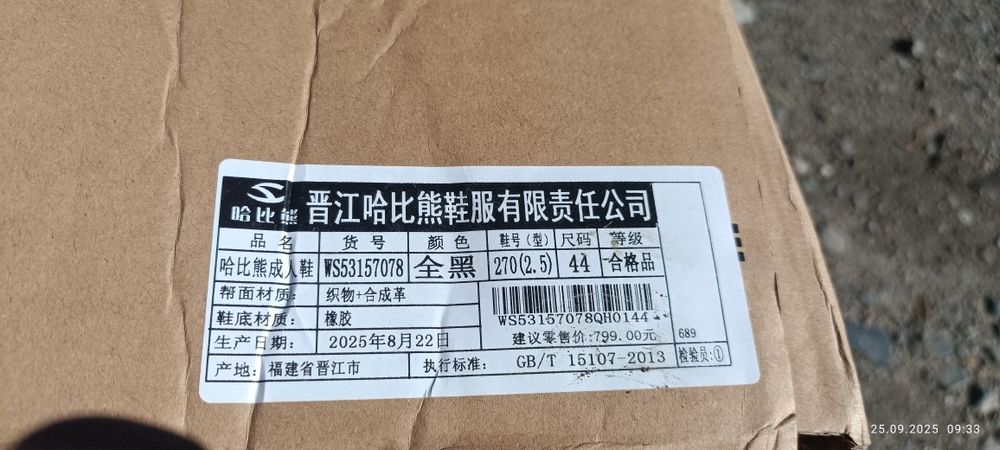 哈比熊 晋江哈比熊鞋服有限责任公司
品名 货号 颜色 鞋号(型) 尺码 等级
哈比熊成人鞋 WS53157078 全黑 270(2.5) 44 合格品
帮面材质: 织物+合成革
鞋底材质: 橡胶
WS53157078QH0144
生产日期: 2025年8月22日 建议零售价:799.00元 689
产地: 福建省晋江市 执行标准: GB/T 15107-2013 检验员:①
25.09.2025 09:33